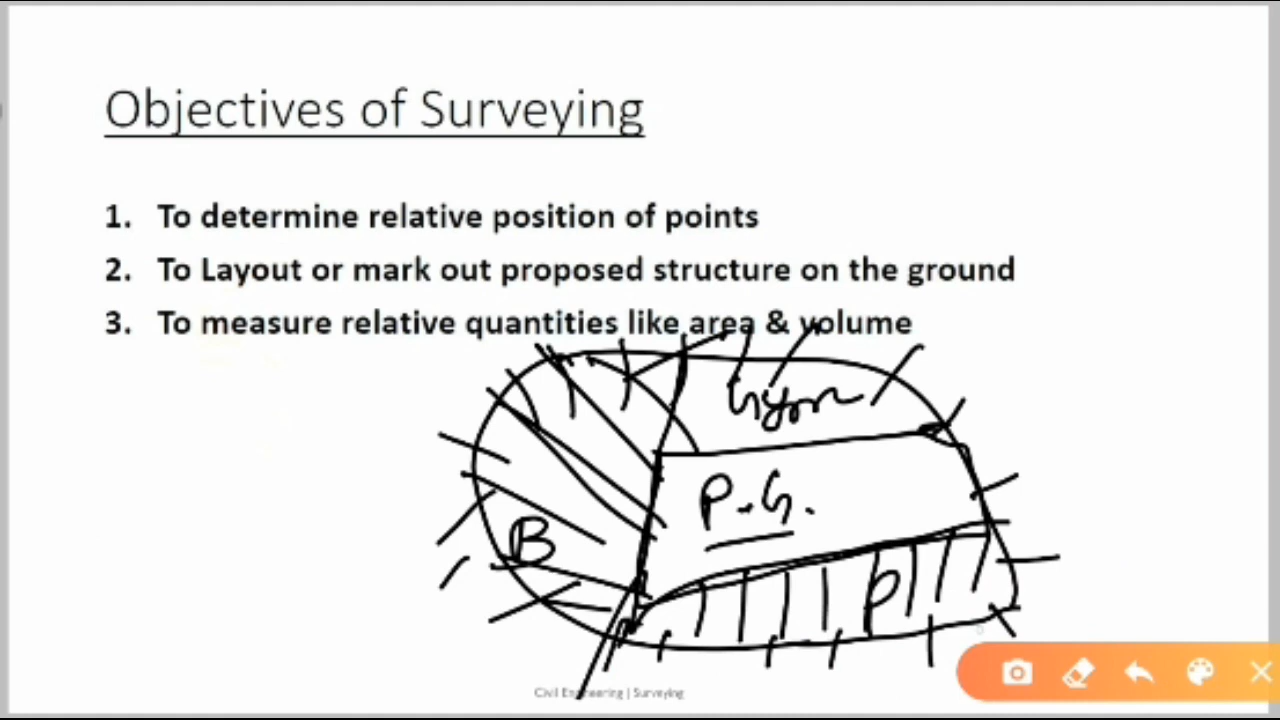 Objectives of Surveying
1. To determine relative position of points
2. To Layout or mark out proposed structure on the ground
3. To measure relative quantities like area & volume
Gym
P.G.
B
P
Civil Engineering | Surveying